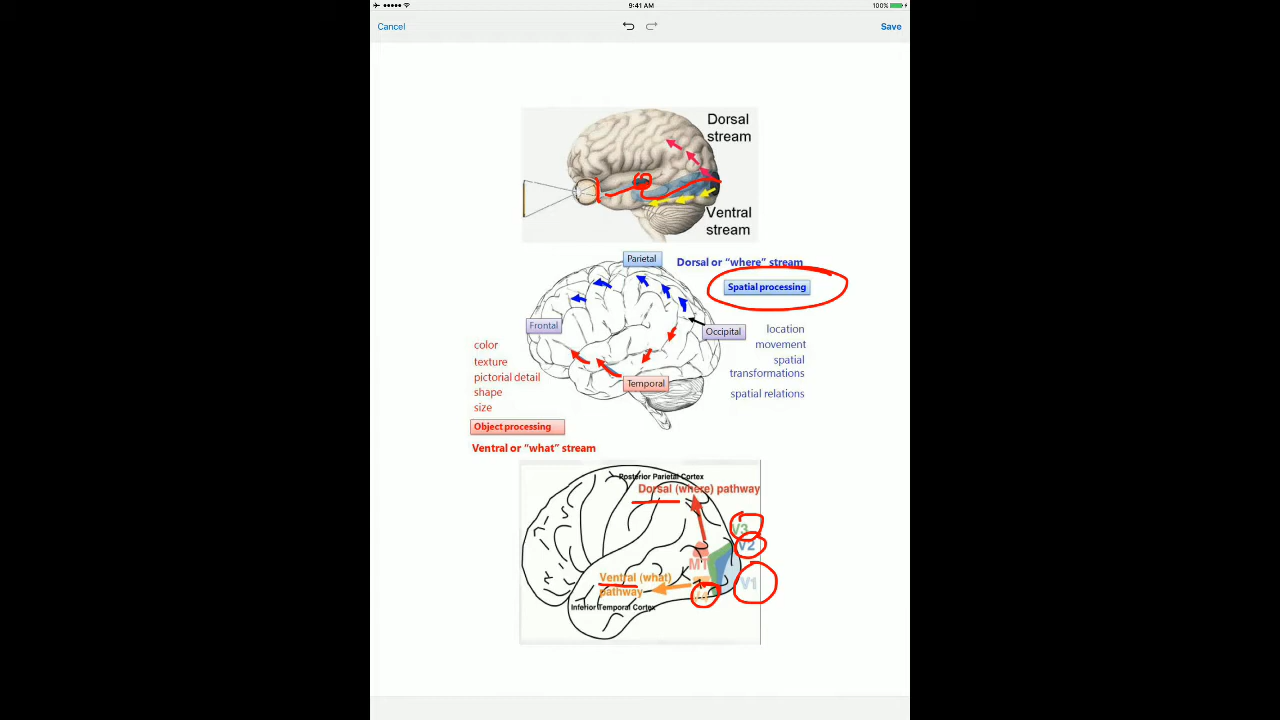 9:41 AM
100%
Cancel
Save
Dorsal
stream
Ventral
stream
Parietal
Dorsal or "where" stream
Spatial processing
Frontal
Occipital
location
movement
spatial
transformations
spatial relations
color
texture
pictorial detail
shape
size
Temporal
Object processing
Ventral or "what" stream
Posterior Parietal Cortex
Dorsal (where) pathway
V3
V2
MT
V1
Ventral (what)
pathway
V4
Inferior Temporal Cortex